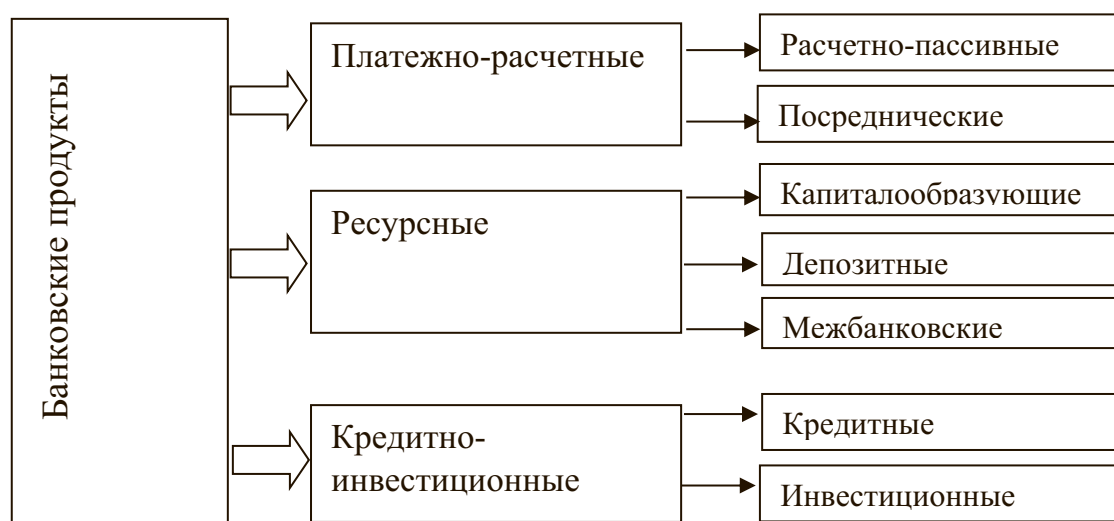 Банковские продукты
Платежно-расчетные
Расчетно-пассивные
Посреднические
Ресурсные
Капиталообразующие
Депозитные
Межбанковские
Кредитно-
инвестиционные
Кредитные
Инвестиционные